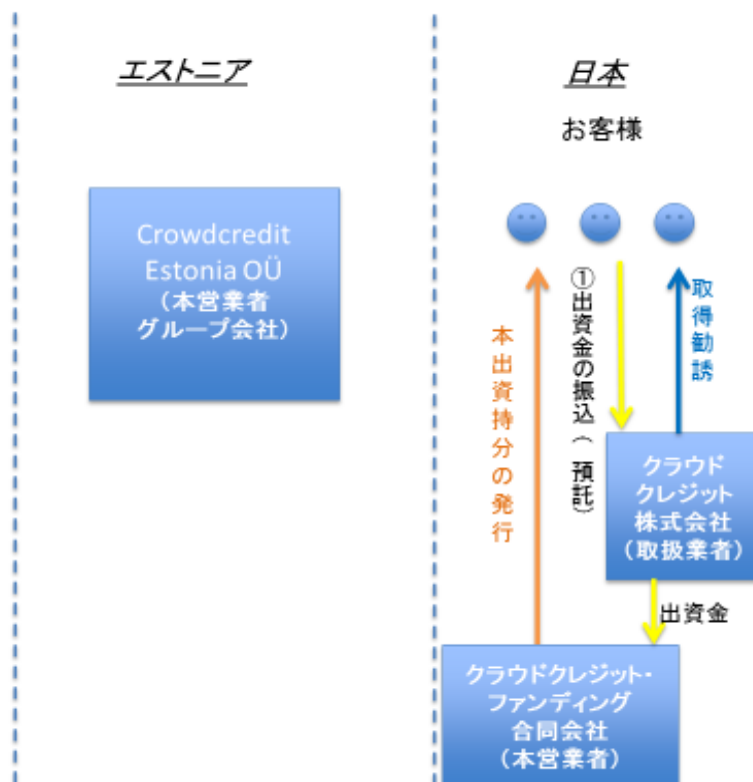 エストニア
日本
お客様
Crowdcredit
Estonia OÜ
(本営業者
グループ会社)
本出資持分の発行
①出資金の振込(預託)
取得勧誘
クラウド
クレジット
株式会社
(取扱業者)
出資金
クラウドクレジット・
ファンディング
合同会社
(本営業者)